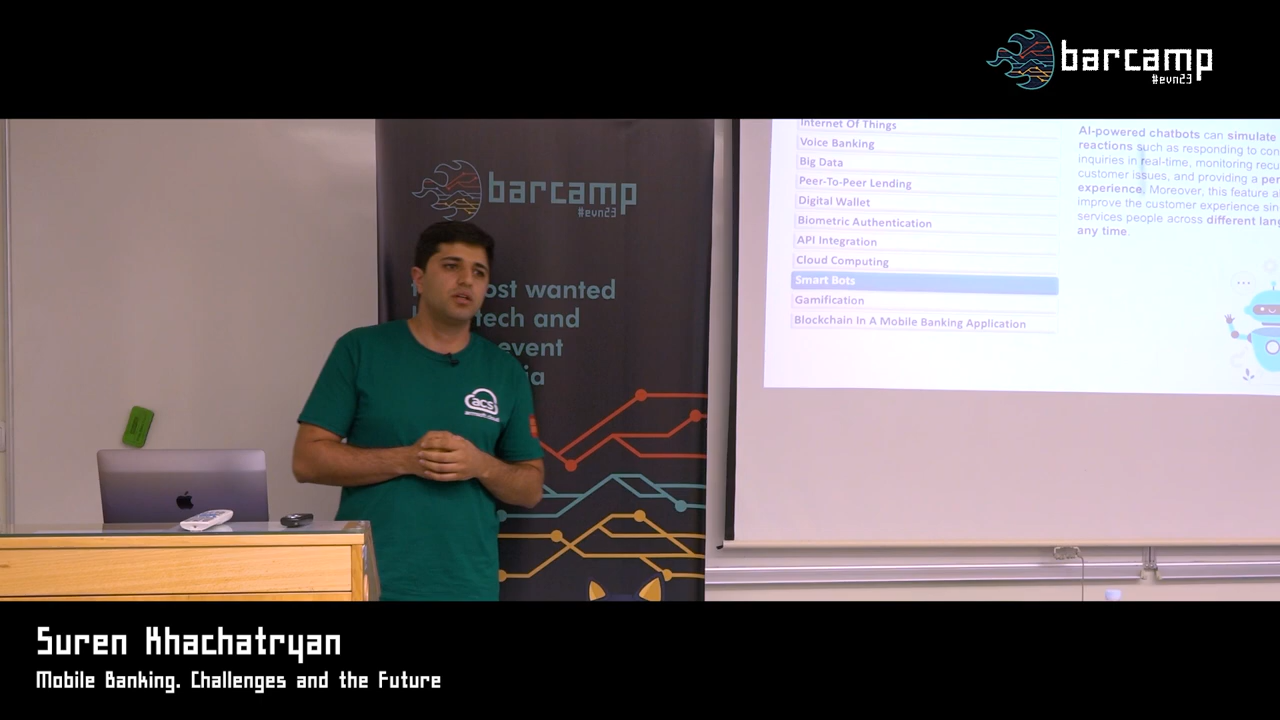 barcamp
#evn23
barcamp
#evn23
most wanted
tech and
event
acs
Internet Of Things
Voice Banking
Big Data
Peer-To-Peer Lending
Digital Wallet
Biometric Authentication
API Integration
Cloud Computing
Smart Bots
Gamification
Blockchain In A Mobile Banking Application
AI-powered chatbots can simulate
reactions such as responding to
inquiries in real-time, monitoring
customer issues, and providing a
experience. Moreover, this feature
improve the customer experience
services people across different
any time.
Suren Khachatryan
Mobile Banking. Challenges and the Future